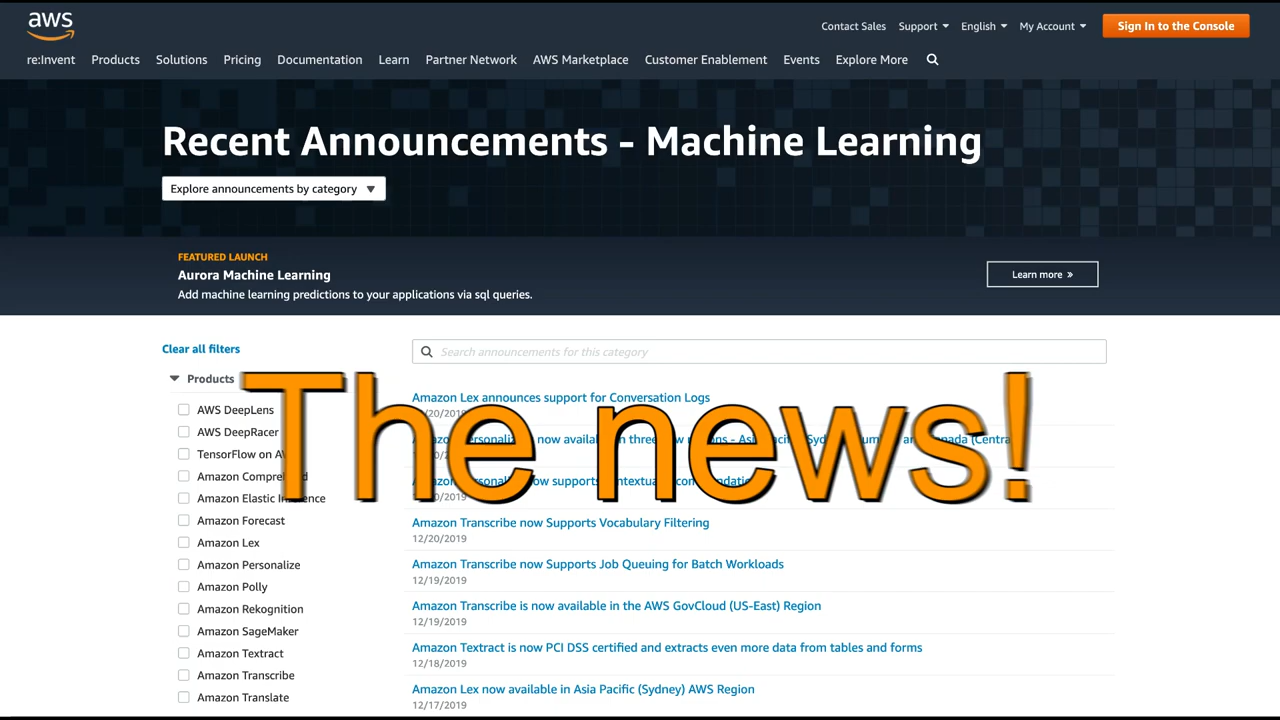 aws
Contact Sales Support English My Account Sign In to the Console
re:Invent Products Solutions Pricing Documentation Learn Partner Network AWS Marketplace Customer Enablement Events Explore More
Recent Announcements - Machine Learning
Explore announcements by category
FEATURED LAUNCH
Aurora Machine Learning
Add machine learning predictions to your applications via sql queries.
Learn more »
Clear all filters
Search announcements for this category
Products
The news!
AWS DeepLens
AWS DeepRacer
TensorFlow on
Amazon
Amazon Elastic
Amazon Forecast
Amazon Lex
Amazon Personalize
Amazon Polly
Amazon Rekognition
Amazon SageMaker
Amazon Textract
Amazon Transcribe
Amazon Translate
Amazon Lex announces support for Conversation Logs
now
now
Amazon Transcribe now Supports Vocabulary Filtering
12/20/2019
Amazon Transcribe now Supports Job Queuing for Batch Workloads
12/19/2019
Amazon Transcribe is now available in the AWS GovCloud (US-East) Region
12/19/2019
Amazon Textract is now PCI DSS certified and extracts even more data from tables and forms
12/18/2019
Amazon Lex now available in Asia Pacific (Sydney) AWS Region
12/17/2019